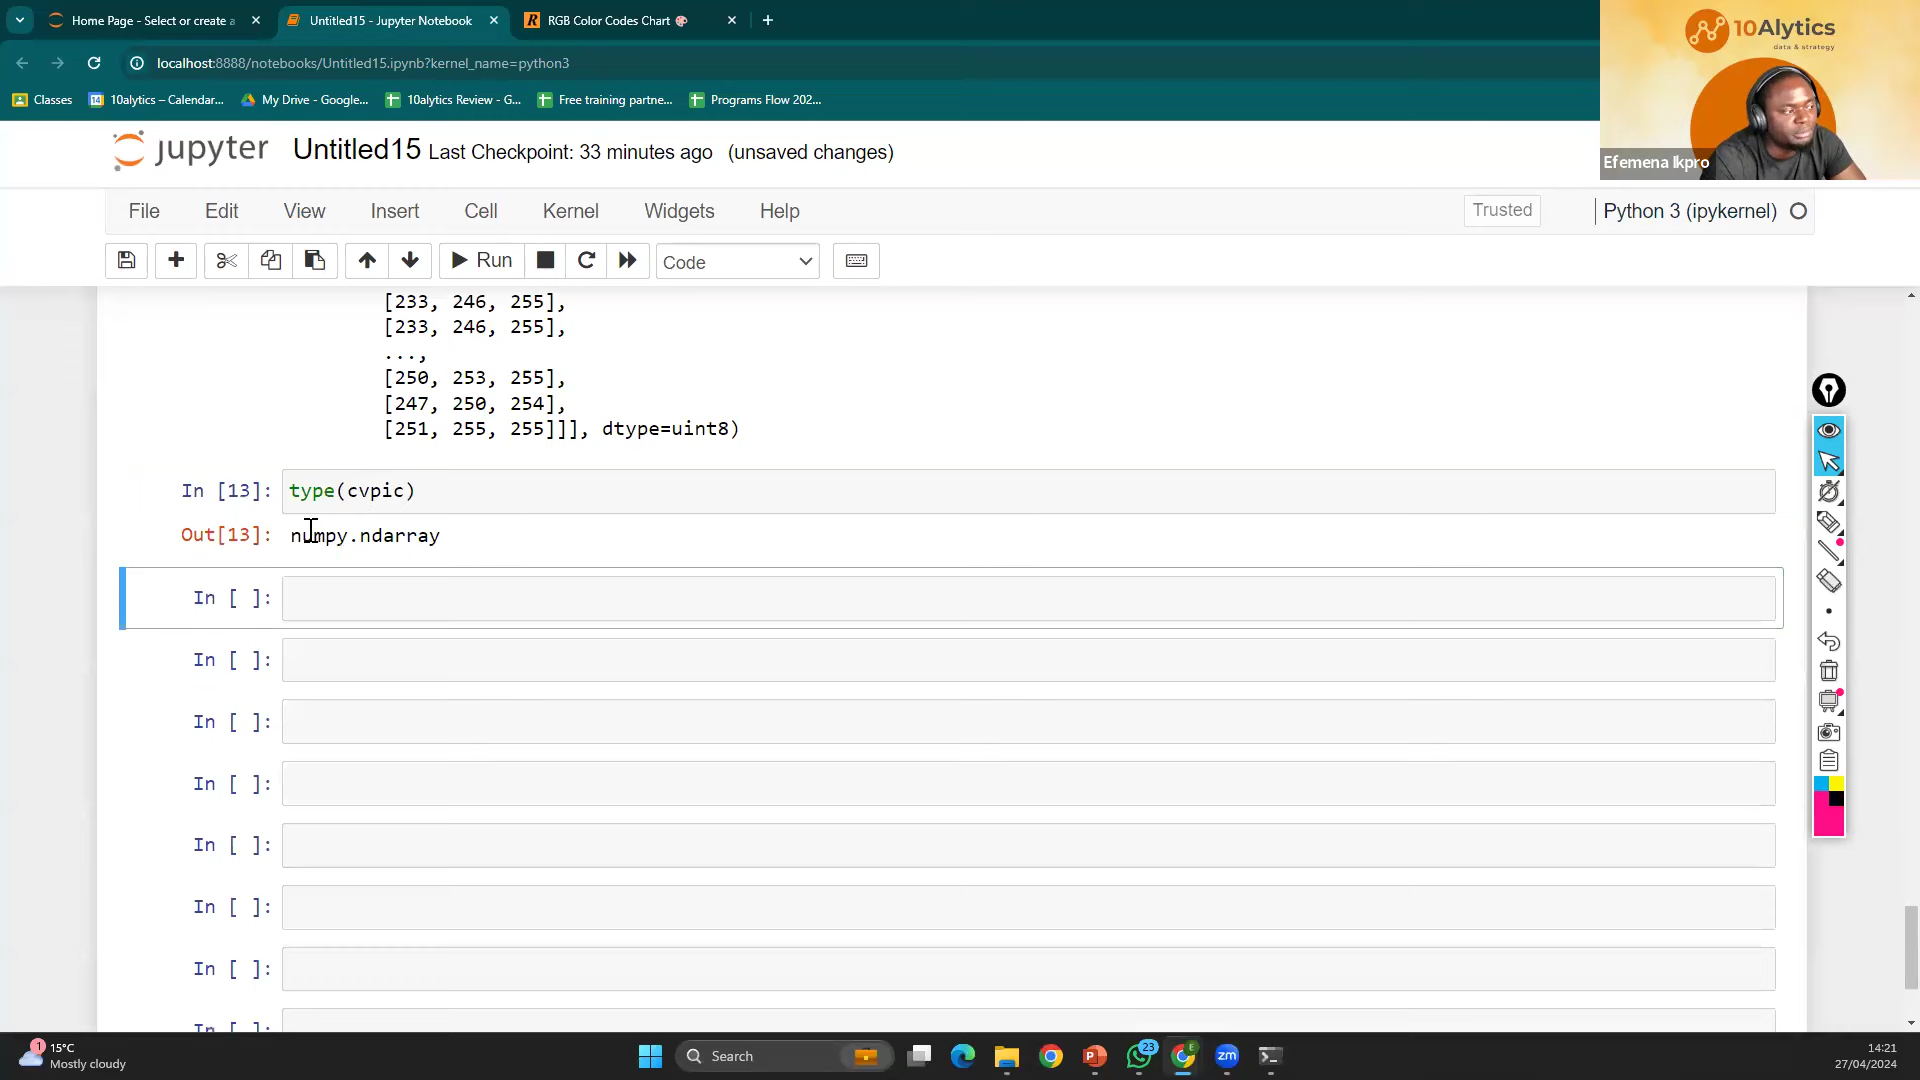 Home Page - Select or create a
Untitled15 - Jupyter Notebook
RGB Color Codes Chart
localhost:8888/notebooks/Untitled15.ipynb?kernel_name=python3
Classes
10alytics – Calendar...
My Drive - Google...
10alytics Review - G...
Free training partne...
Programs Flow 202...
10Alytics
data & strategy
Efemena Ikpro
jupyter
Untitled15 Last Checkpoint: 33 minutes ago (unsaved changes)
File Edit View Insert Cell Kernel Widgets Help
Trusted
Python 3 (ipykernel)
Run
Code
[233, 246, 255],
[233, 246, 255],
...,
[250, 253, 255],
[247, 250, 254],
[251, 255, 255]]], dtype=uint8)
In [13]: type(cvpic)
Out[13]: numpy.ndarray
In [ ]:
In [ ]:
In [ ]:
In [ ]:
In [ ]:
In [ ]:
In [ ]:
In [ ]:
1
15°C
Mostly cloudy
Search
23
E
zm
14:21
27/04/2024